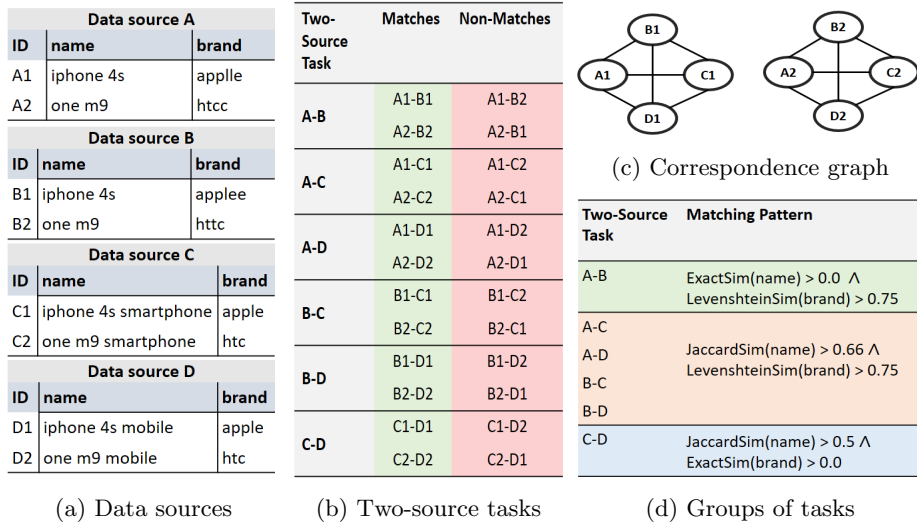 Data source A
ID name brand
A1 iphone 4s applle
A2 one m9 htcc
Data source B
ID name brand
B1 iphone 4s applee
B2 one m9 httc
Data source C
ID name brand
C1 iphone 4s smartphone apple
C2 one m9 smartphone htc
Data source D
ID name brand
D1 iphone 4s mobile apple
D2 one m9 mobile htc
(a) Data sources
Two-Source Task Matches Non-Matches
A-B
A1-B1 A1-B2
A2-B2 A2-B1
A-C
A1-C1 A1-C2
A2-C2 A2-C1
A-D
A1-D1 A1-D2
A2-D2 A2-D1
B-C
B1-C1 B1-C2
B2-C2 B2-C1
B-D
B1-D1 B1-D2
B2-D2 B2-D1
C-D
C1-D1 C1-D2
C2-D2 C2-D1
(b) Two-source tasks
B1
A1 C1
D1
B2
A2 C2
D2
(c) Correspondence graph
Two-Source Task Matching Pattern
A-B
ExactSim(name) > 0.0 Λ
LevenshteinSim(brand) > 0.75
A-C
A-D
B-C
B-D
JaccardSim(name) > 0.66 Λ
LevenshteinSim(brand) > 0.75
C-D
JaccardSim(name) > 0.5 Λ
ExactSim(brand) > 0.0
(d) Groups of tasks